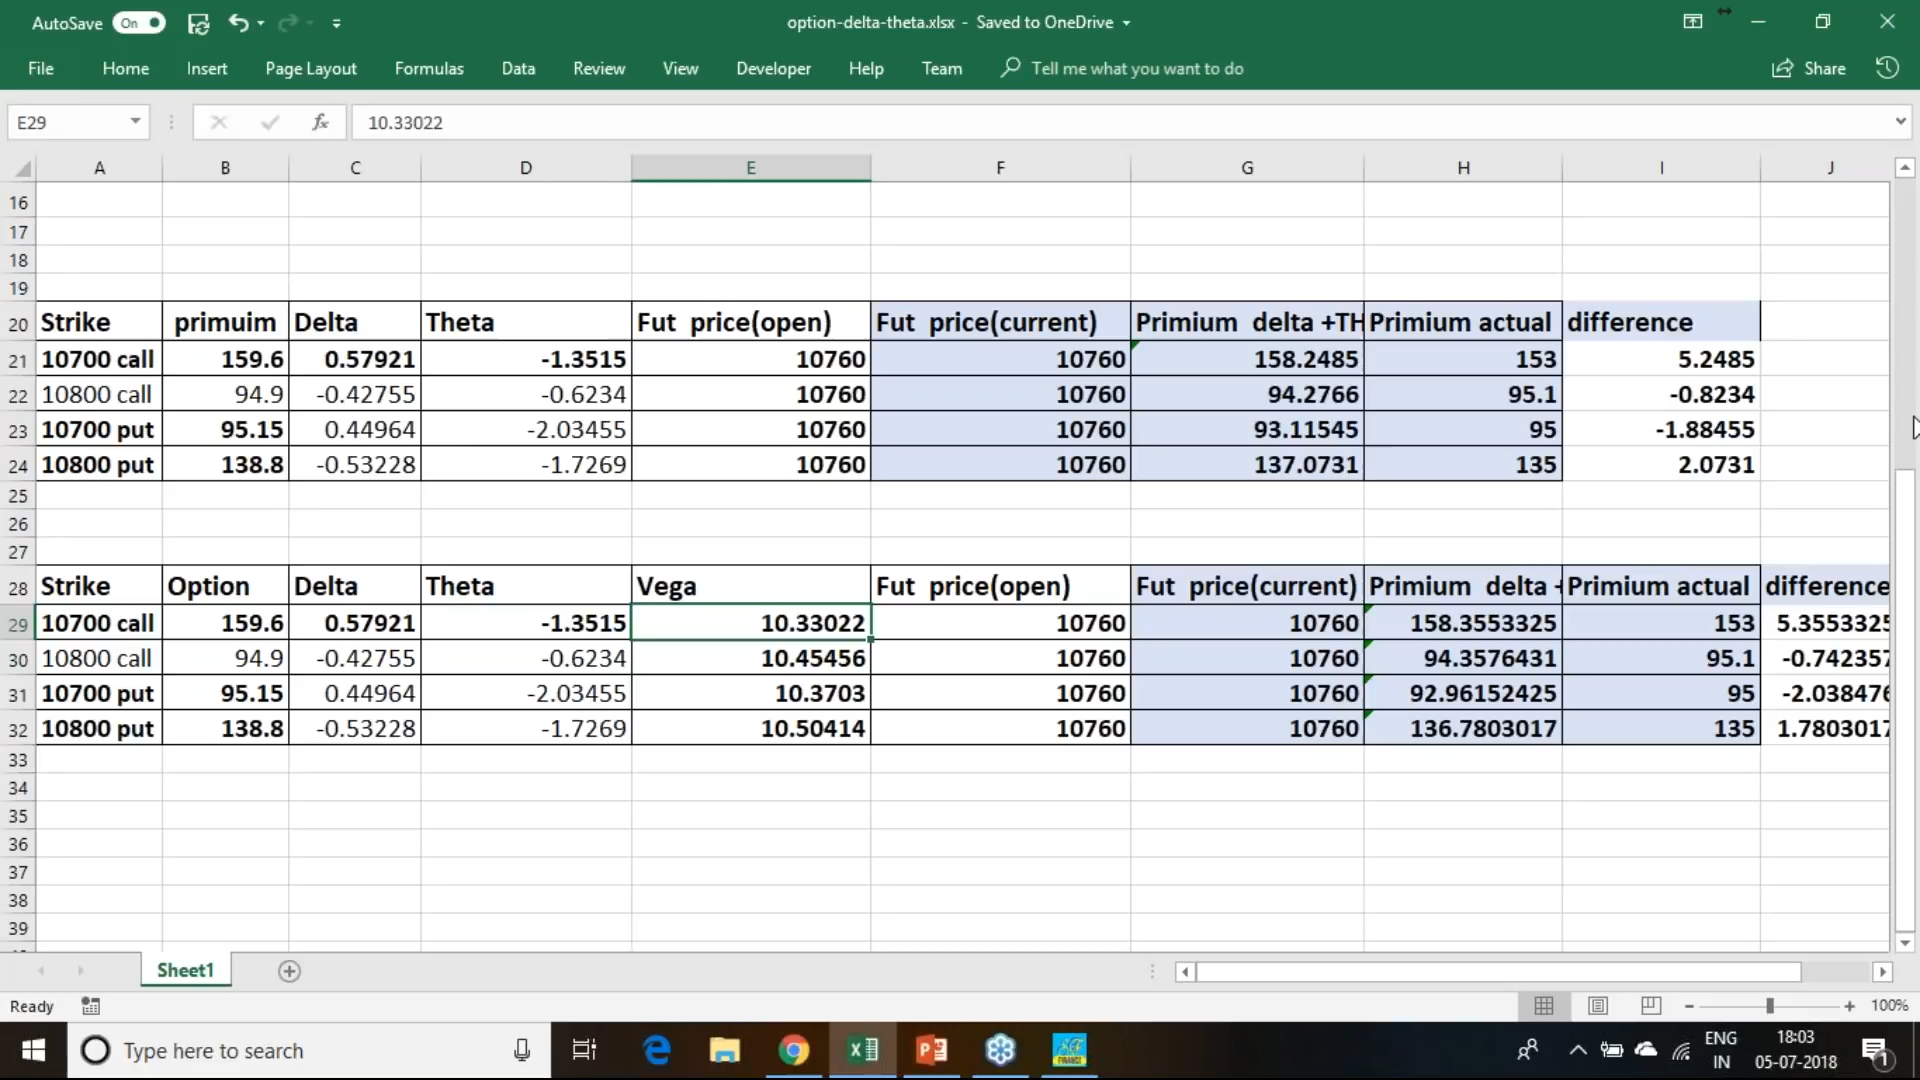 AutoSave On option-delta-theta.xlsx - Saved to OneDrive
File Home Insert Page Layout Formulas Data Review View Developer Help Team Tell me what you want to do Share
E29 fx 10.33022
A B C D E F G H I J
16
17
18
19
20 Strike primuim Delta Theta Fut price(open) Fut price(current) Primium delta +TH Primium actual difference
21 10700 call 159.6 0.57921 -1.3515 10760 10760 158.2485 153 5.2485
22 10800 call 94.9 -0.42755 -0.6234 10760 10760 94.2766 95.1 -0.8234
23 10700 put 95.15 0.44964 -2.03455 10760 10760 93.11545 95 -1.88455
24 10800 put 138.8 -0.53228 -1.7269 10760 10760 137.0731 135 2.0731
25
26
27
28 Strike Option Delta Theta Vega Fut price(open) Fut price(current) Primium delta + Primium actual difference
29 10700 call 159.6 0.57921 -1.3515 10.33022 10760 10760 158.3553325 153 5.3553325
30 10800 call 94.9 -0.42755 -0.6234 10.45456 10760 10760 94.3576431 95.1 -0.742357
31 10700 put 95.15 0.44964 -2.03455 10.3703 10760 10760 92.96152425 95 -2.038476
32 10800 put 138.8 -0.53228 -1.7269 10.50414 10760 10760 136.7803017 135 1.7803017
33
34
35
36
37
38
39
Sheet1
Ready 100%
Type here to search ENG 18:03
IN 05-07-2018 1